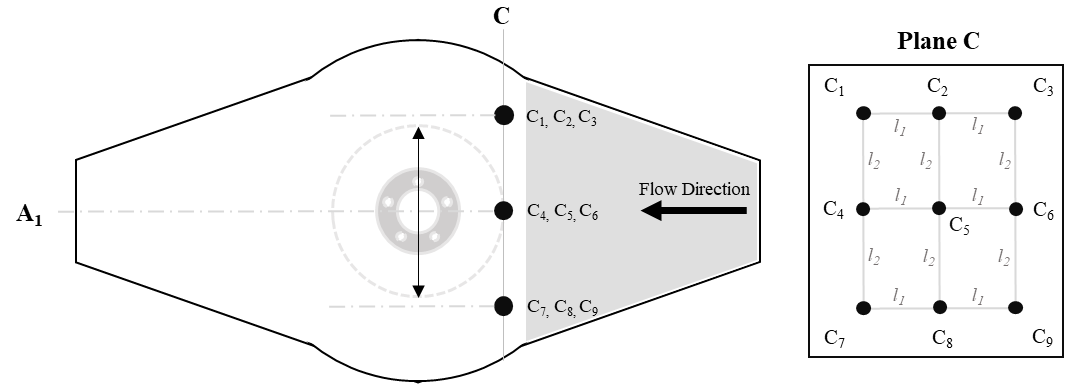 C
A₁
C₁, C₂, C₃
C₄, C₅, C₆
C₇, C₈, C₉
Flow Direction
Plane C
C₁ C₂ C₃
l₁ l₁
l₂ l₂ l₂
l₁ l₁
C₄ C₅ C₆
l₂ l₂ l₂
l₁ l₁
C₇ C₈ C₉